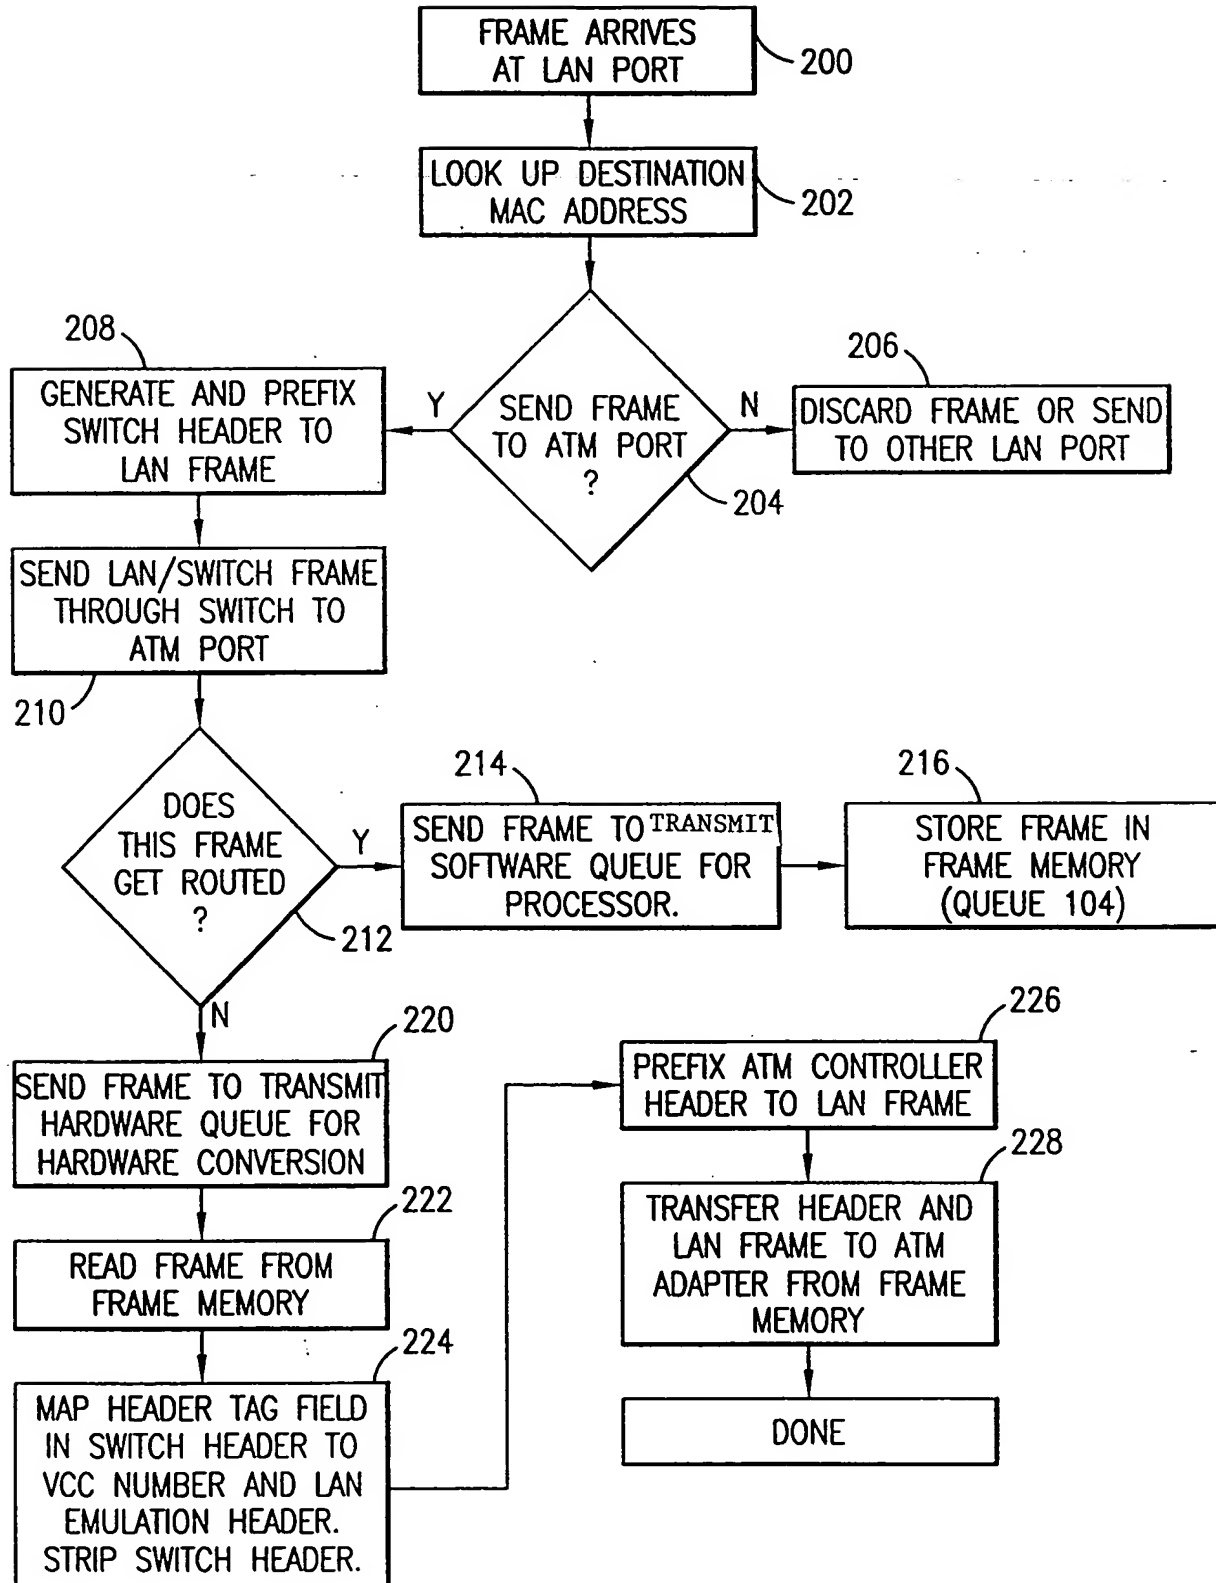 FRAME ARRIVES
AT LAN PORT
200
LOOK UP DESTINATION
MAC ADDRESS
202
208
GENERATE AND PREFIX
SWITCH HEADER TO
LAN FRAME
Y
SEND FRAME
TO ATM PORT
?
204
N
206
DISCARD FRAME OR SEND
TO OTHER LAN PORT
SEND LAN/SWITCH FRAME
THROUGH SWITCH TO
ATM PORT
210
DOES
THIS FRAME
GET ROUTED
?
212
Y
214
SEND FRAME TO TRANSMIT
SOFTWARE QUEUE FOR
PROCESSOR.
216
STORE FRAME IN
FRAME MEMORY
(QUEUE 104)
N
220
SEND FRAME TO TRANSMIT
HARDWARE QUEUE FOR
HARDWARE CONVERSION
222
READ FRAME FROM
FRAME MEMORY
224
MAP HEADER TAG FIELD
IN SWITCH HEADER TO
VCC NUMBER AND LAN
EMULATION HEADER.
STRIP SWITCH HEADER.
226
PREFIX ATM CONTROLLER
HEADER TO LAN FRAME
228
TRANSFER HEADER AND
LAN FRAME TO ATM
ADAPTER FROM FRAME
MEMORY
DONE